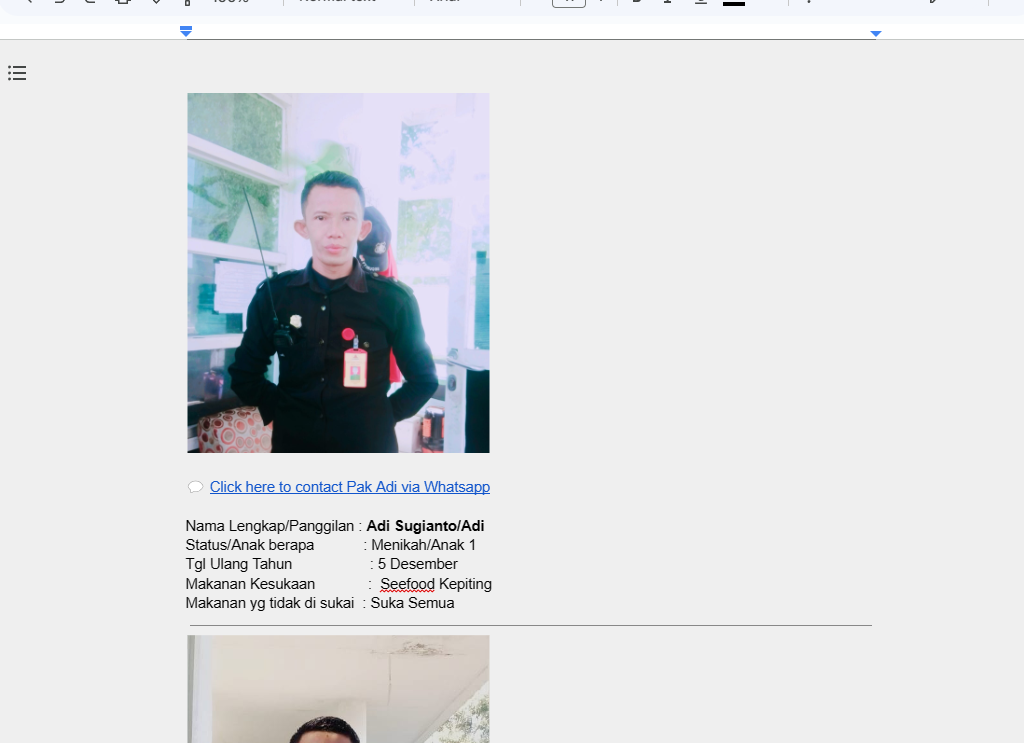 Click here to contact Pak Adi via Whatsapp
Nama Lengkap/Panggilan : Adi Sugianto/Adi
Status/Anak berapa : Menikah/Anak 1
Tgl Ulang Tahun : 5 Desember
Makanan Kesukaan : Seefood Kepiting
Makanan yg tidak di sukai : Suka Semua